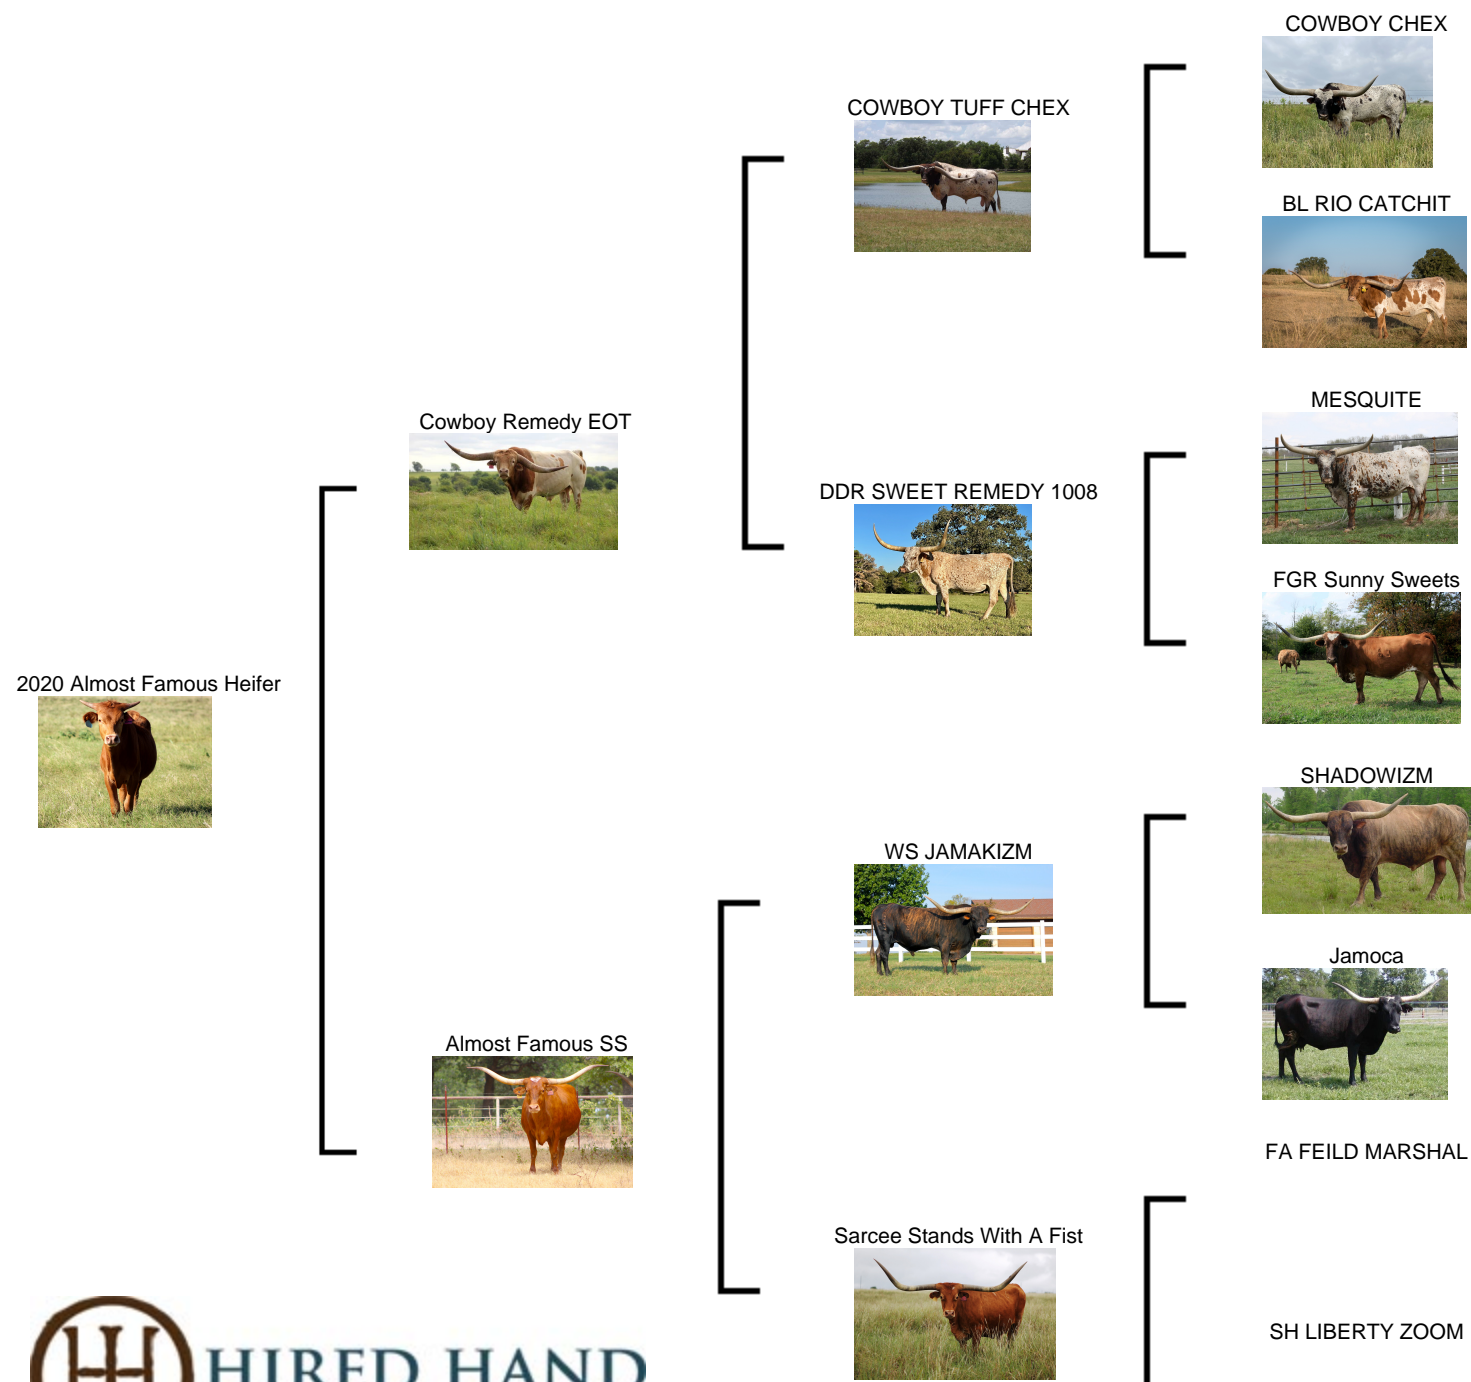 COWBOY CHEX
COWBOY TUFF CHEX
BL RIO CATCHIT
MESQUITE
Cowboy Remedy EOT
DDR SWEET REMEDY 1008
FGR Sunny Sweets
2020 Almost Famous Heifer
SHADOWIZM
WS JAMAKIZM
Jamoca
Almost Famous SS
FA FEILD MARSHAL
Sarcee Stands With A Fist
SH LIBERTY ZOOM
HIRED HAND